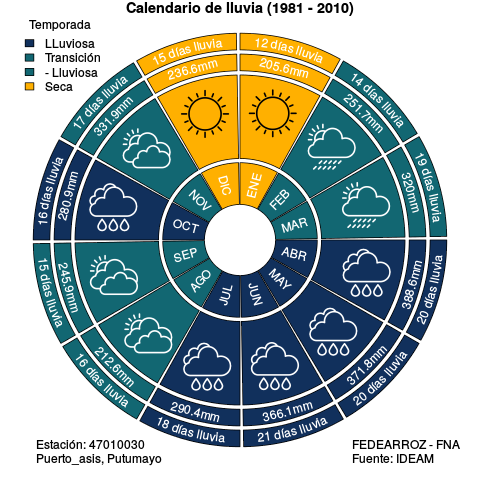 Calendario de lluvia (1981 - 2010)
Temporada
LLuviosa
Transición
- Lluviosa
Seca
12 días lluvia
205.6mm
ENE
14 días lluvia
251.7mm
FEB
19 días lluvia
320mm
MAR
20 días lluvia
388.6mm
ABR
20 días lluvia
371.8mm
MAY
21 días lluvia
366.1mm
JUN
18 días lluvia
290.4mm
JUL
16 días lluvia
212.6mm
AGO
15 días lluvia
245.9mm
SEP
16 días lluvia
280.9mm
OCT
17 días lluvia
331.9mm
NOV
15 días lluvia
236.6mm
DIC
Estación: 47010030
Puerto_asis, Putumayo
FEDEARROZ - FNA
Fuente: IDEAM